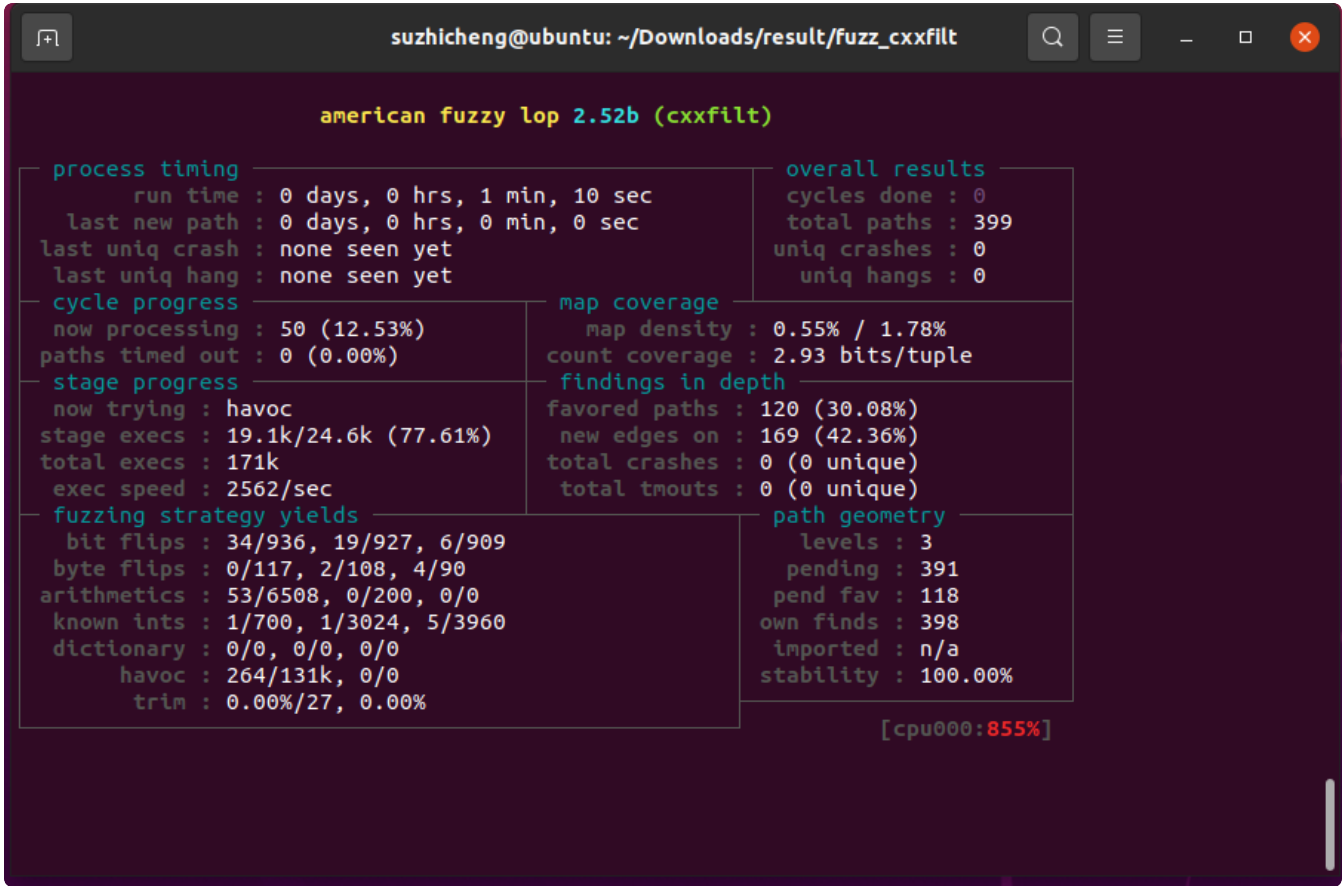 suzhicheng@ubuntu: ~/Downloads/result/fuzz_cxxfilt
american fuzzy lop 2.52b (cxxfilt)
process timing overall results
run time : 0 days, 0 hrs, 1 min, 10 sec cycles done : 0
last new path : 0 days, 0 hrs, 0 min, 0 sec total paths : 399
last uniq crash : none seen yet uniq crashes : 0
last uniq hang : none seen yet uniq hangs : 0
cycle progress map coverage
now processing : 50 (12.53%) map density : 0.55% / 1.78%
paths timed out : 0 (0.00%) count coverage : 2.93 bits/tuple
stage progress findings in depth
now trying : havoc favored paths : 120 (30.08%)
stage execs : 19.1k/24.6k (77.61%) new edges on : 169 (42.36%)
total execs : 171k total crashes : 0 (0 unique)
exec speed : 2562/sec total tmouts : 0 (0 unique)
fuzzing strategy yields path geometry
bit flips : 34/936, 19/927, 6/909 levels : 3
byte flips : 0/117, 2/108, 4/90 pending : 391
arithmetics : 53/6508, 0/200, 0/0 pend fav : 118
known ints : 1/700, 1/3024, 5/3960 own finds : 398
dictionary : 0/0, 0/0, 0/0 imported : n/a
havoc : 264/131k, 0/0 stability : 100.00%
trim : 0.00%/27, 0.00%
[cpu000:855%]